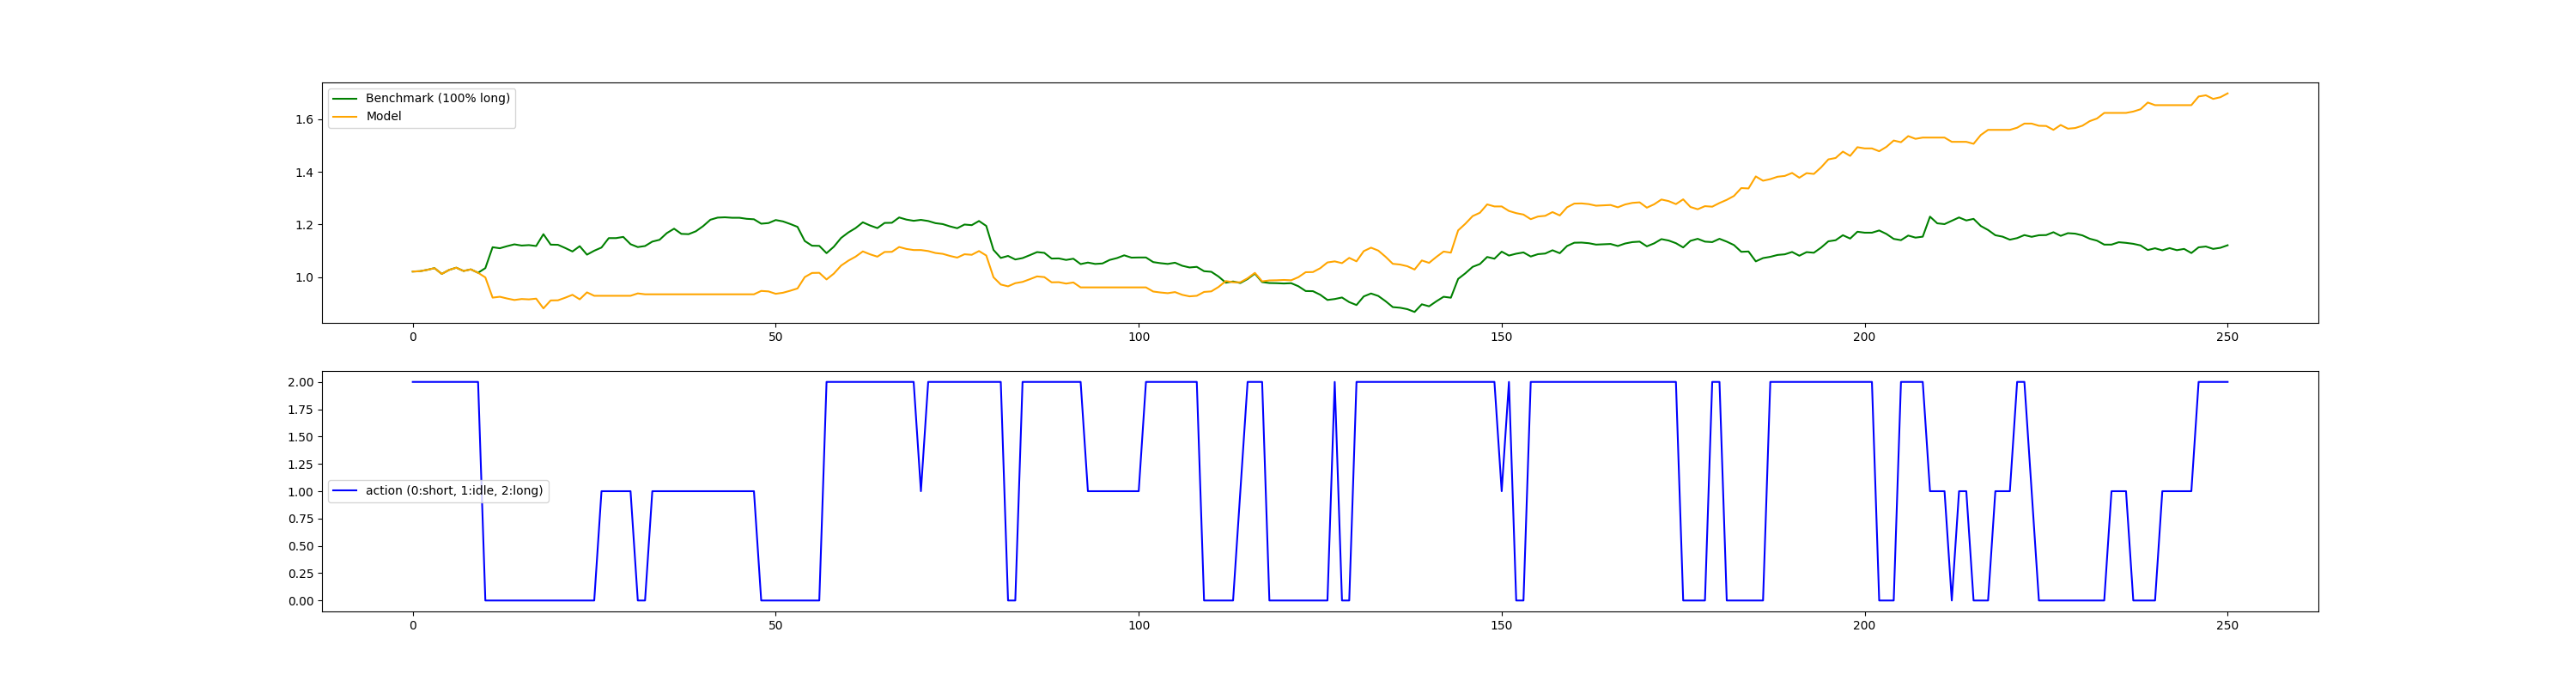 Benchmark (100% long)
Model
1.6
1.4
1.2
1.0
0 50 100 150 200 250
2.00
1.75
1.50
1.25
1.00
0.75
0.50
0.25
0.00
action (0:short, 1:idle, 2:long)
0 50 100 150 200 250